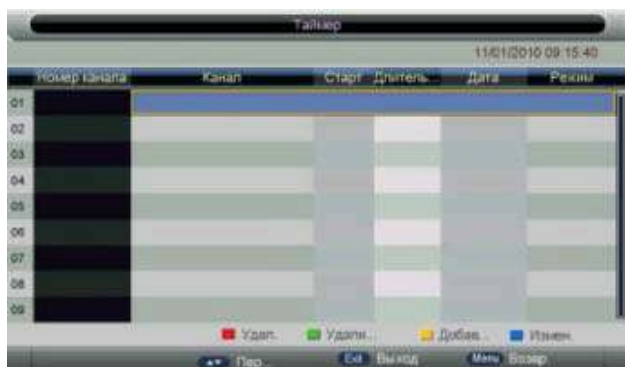 Таймер
11/01/2010 09:15:40
Номер канала Канал Старт Длитель... Дата Режим
01
02
03
04
05
06
07
08
09
Удал. Удали... Добав... Измен.
Пер... Exit Выход Menu Возвр.